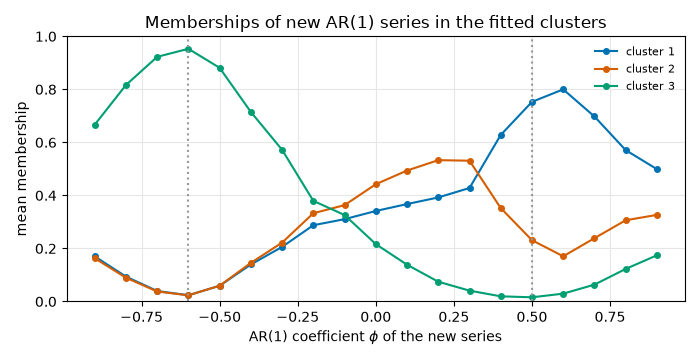 Memberships of new AR(1) series in the fitted clusters
mean membership
1.0
0.8
0.6
0.4
0.2
0.0
cluster 1
cluster 2
cluster 3
−0.75 −0.50 −0.25 0.00 0.25 0.50 0.75
AR(1) coefficient ϕ of the new series